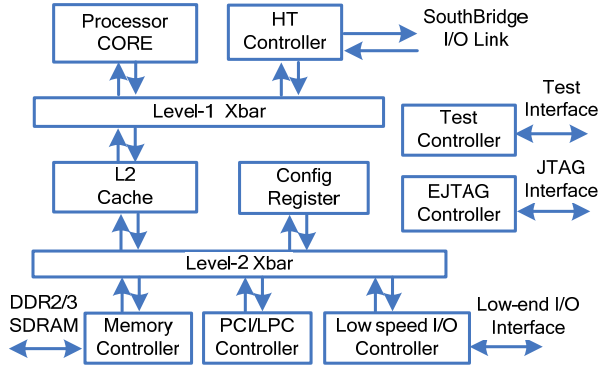 Processor
CORE
HT
Controller
SouthBridge
I/O Link
Level-1 Xbar
Test
Controller
Test
Interface
L2
Cache
Config
Register
EJTAG
Controller
JTAG
Interface
Level-2 Xbar
DDR2/3
SDRAM
Memory
Controller
PCI/LPC
Controller
Low speed I/O
Controller
Low-end I/O
Interface